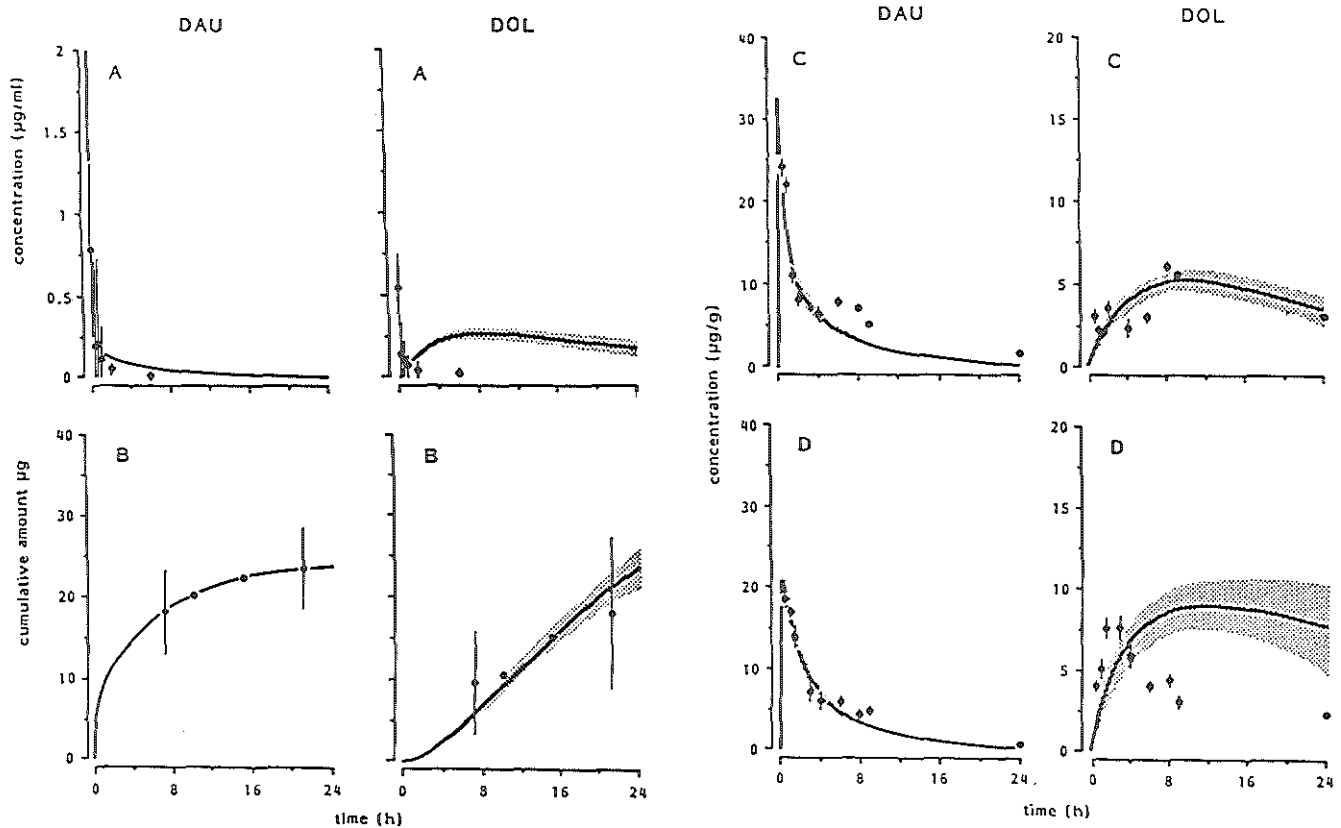 DAU DOL DAU DOL
A
A
C
C
concentration (µg/ml)
2
1.5
1
0.5
0
40
30
20
10
0
20
15
10
5
0
concentration (µg/g)
B
B
D
D
cumulative amount µg
40
30
20
10
0
40
30
20
10
0
20
15
10
5
0
0 8 16 24 0 8 16 24 0 8 16 24 0 8 16 24
time (h) time (h)